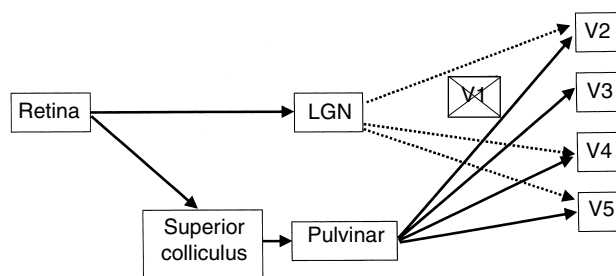 V2
V1
V3
Retina
LGN
V4
V5
Superior
colliculus
Pulvinar